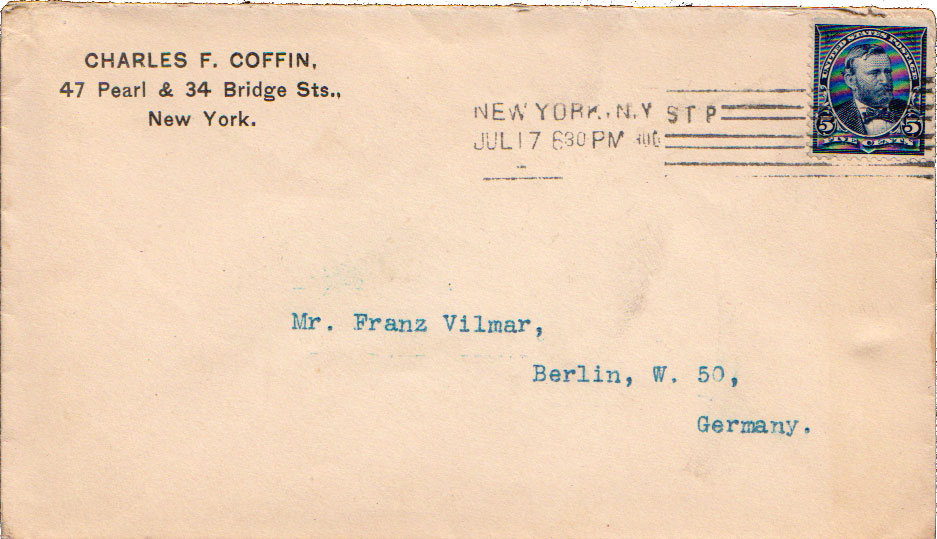 CHARLES F. COFFIN,
47 Pearl & 34 Bridge Sts.,
New York.
NEW YORK, N.Y STP
JUL 17 630 PM
UNITED STATES POSTAGE
5 5
FIVE CENTS
Mr. Franz Vilmar,
Berlin, W. 50,
Germany.